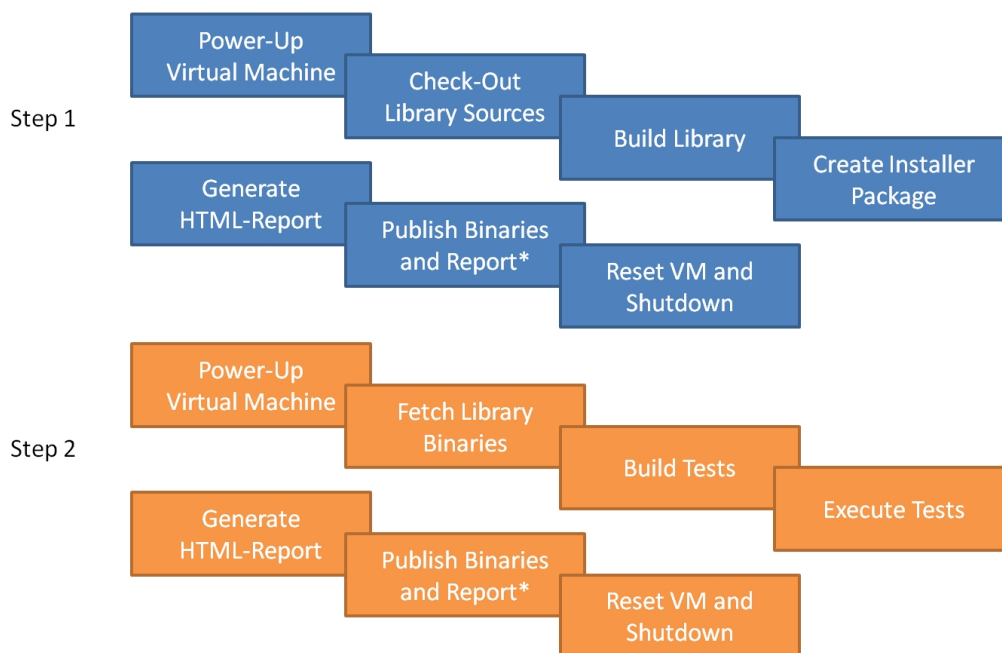 Step 1
Power-Up
Virtual Machine
Check-Out
Library Sources
Build Library
Create Installer
Package
Generate
HTML-Report
Publish Binaries
and Report*
Reset VM and
Shutdown
Step 2
Power-Up
Virtual Machine
Fetch Library
Binaries
Build Tests
Execute Tests
Generate
HTML-Report
Publish Binaries
and Report*
Reset VM and
Shutdown